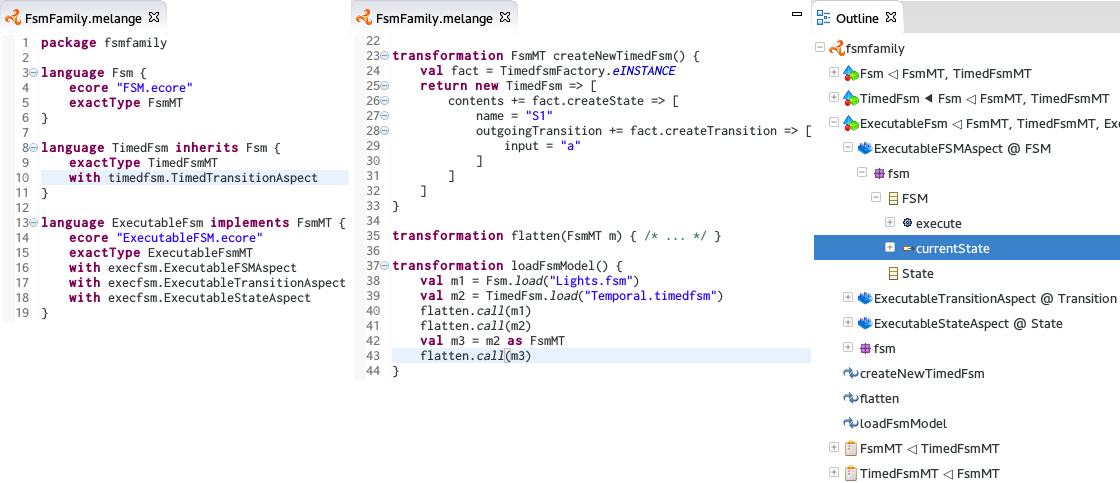 FsmFamily.melange
1 package fsmfamily
2
3 language Fsm {
4     ecore "FSM.ecore"
5     exactType FsmMT
6 }
7
8 language TimedFsm inherits Fsm {
9     exactType TimedFsmMT
10     with timedfsm.TimedTransitionAspect
11 }
12
13 language ExecutableFsm implements FsmMT {
14     ecore "ExecutableFSM.ecore"
15     exactType ExecutableFsmMT
16     with execfsm.ExecutableFSMAspect
17     with execfsm.ExecutableTransitionAspect
18     with execfsm.ExecutableStateAspect
19 }
FsmFamily.melange
22
23 transformation FsmMT createNewTimedFsm() {
24     val fact = TimedfsmFactory.eINSTANCE
25     return new TimedFsm => [
26         contents += fact.createState => [
27             name = "S1"
28             outgoingTransition += fact.createTransition => [
29                 input = "a"
30             ]
31         ]
32     ]
33 }
34
35 transformation flatten(FsmMT m) { /* ... */ }
36
37 transformation loadFsmModel() {
38     val m1 = Fsm.load("Lights.fsm")
39     val m2 = TimedFsm.load("Temporal.timedfsm")
40     flatten.call(m1)
41     flatten.call(m2)
42     val m3 = m2 as FsmMT
43     flatten.call(m3)
44 }
Outline
fsmfamily
Fsm ◁ FsmMT, TimedFsmMT
TimedFsm ◀ Fsm ◁ FsmMT, TimedFsmMT
ExecutableFsm ◁ FsmMT, TimedFsmMT, Exe
ExecutableFSMAspect @ FSM
fsm
FSM
execute
currentState
State
ExecutableTransitionAspect @ Transition
ExecutableStateAspect @ State
fsm
createNewTimedFsm
flatten
loadFsmModel
FsmMT ◁ TimedFsmMT
TimedFsmMT ◁ FsmMT